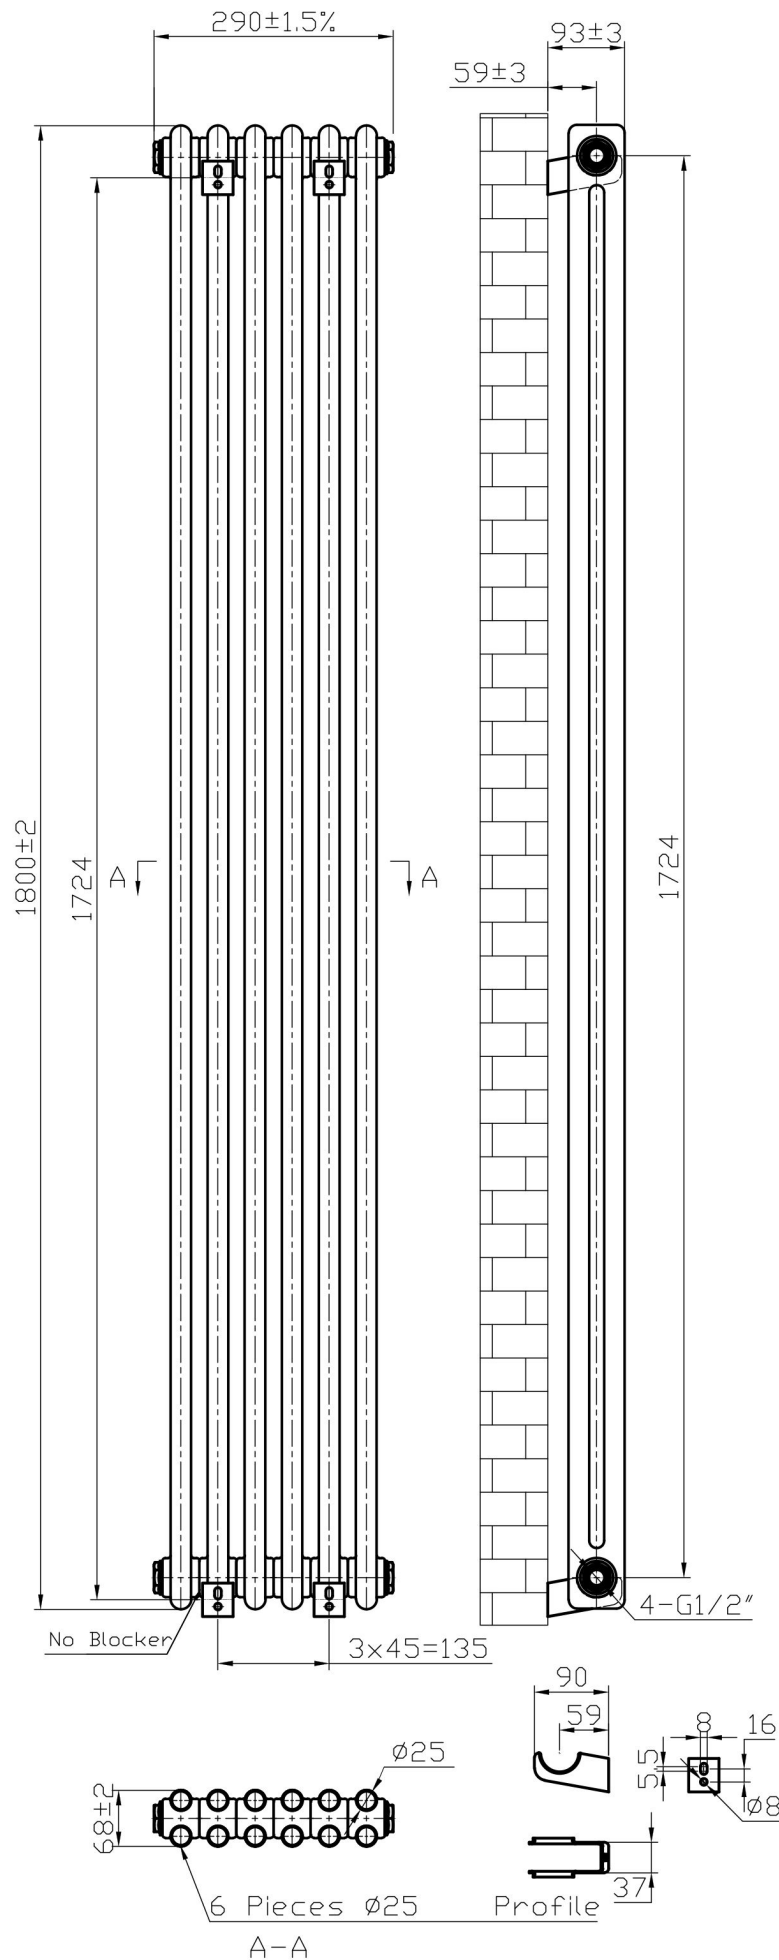 290±1.5%
93±3
59±3
1800±2
1724
A
A
1724
4-G1/2"
No Blocker
3x45=135
90
59
8
16
5.5
Ø8
Ø25
68±2
37
6 Pieces Ø25 Profile
A-A